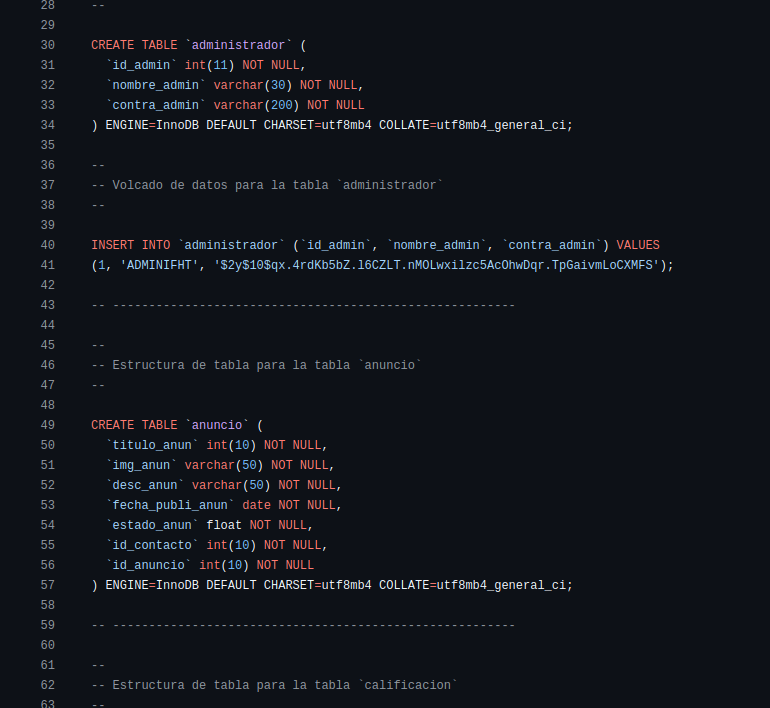 28 --
29
30 CREATE TABLE `administrador` (
31 `id_admin` int(11) NOT NULL,
32 `nombre_admin` varchar(30) NOT NULL,
33 `contra_admin` varchar(200) NOT NULL
34 ) ENGINE=InnoDB DEFAULT CHARSET=utf8mb4 COLLATE=utf8mb4_general_ci;
35
36 --
37 -- Volcado de datos para la tabla `administrador`
38 --
39
40 INSERT INTO `administrador` (`id_admin`, `nombre_admin`, `contra_admin`) VALUES
41 (1, 'ADMINIFHT', '$2y$10$qx.4rdKb5bZ.l6CZLT.nMOLwxilzc5AcOhwDqr.TpGaivmLoCXMFS');
42
43 -- --------------------------------------------------------
44
45 --
46 -- Estructura de tabla para la tabla `anuncio`
47 --
48
49 CREATE TABLE `anuncio` (
50 `titulo_anun` int(10) NOT NULL,
51 `img_anun` varchar(50) NOT NULL,
52 `desc_anun` varchar(50) NOT NULL,
53 `fecha_publi_anun` date NOT NULL,
54 `estado_anun` float NOT NULL,
55 `id_contacto` int(10) NOT NULL,
56 `id_anuncio` int(10) NOT NULL
57 ) ENGINE=InnoDB DEFAULT CHARSET=utf8mb4 COLLATE=utf8mb4_general_ci;
58
59 -- --------------------------------------------------------
60
61 --
62 -- Estructura de tabla para la tabla `calificacion`
63 --